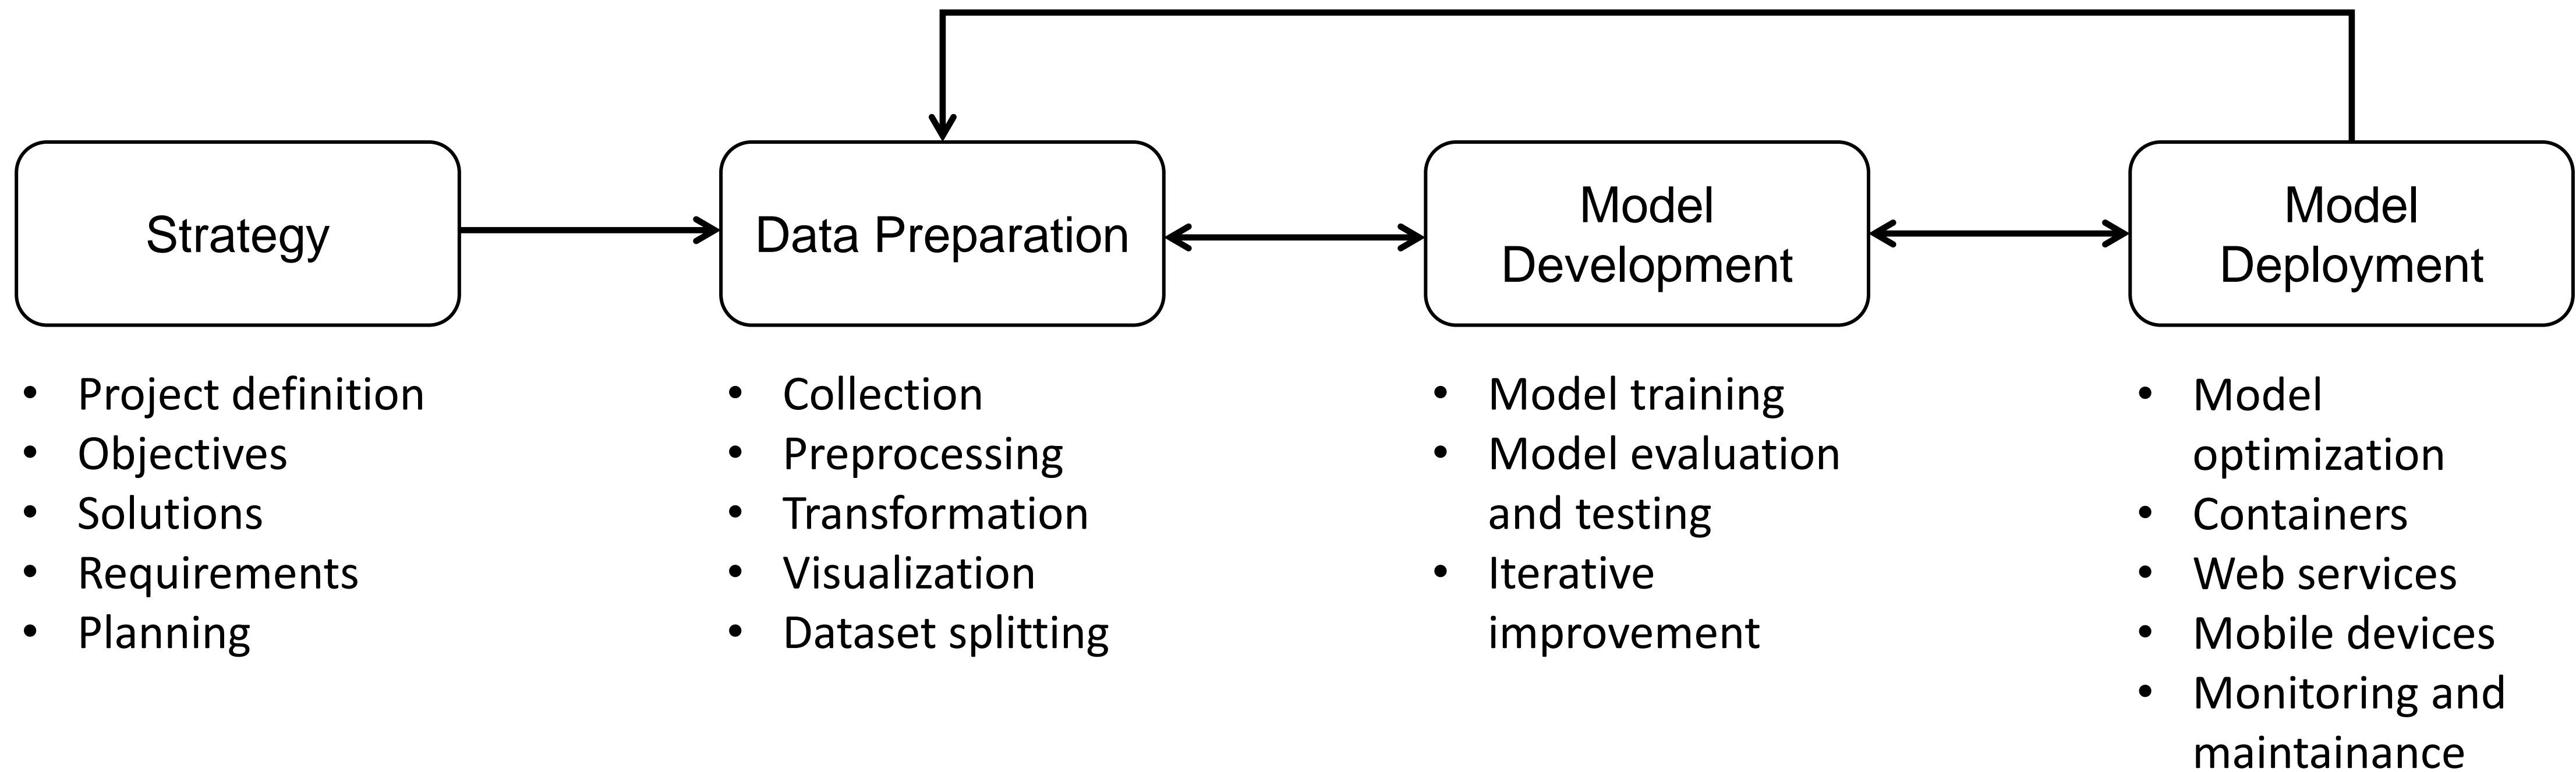 Strategy
Data Preparation
Model
Development
Model
Deployment
• Project definition
• Objectives
• Solutions
• Requirements
• Planning
• Collection
• Preprocessing
• Transformation
• Visualization
• Dataset splitting
• Model training
• Model evaluation
and testing
• Iterative
improvement
• Model
optimization
• Containers
• Web services
• Mobile devices
• Monitoring and
maintainance